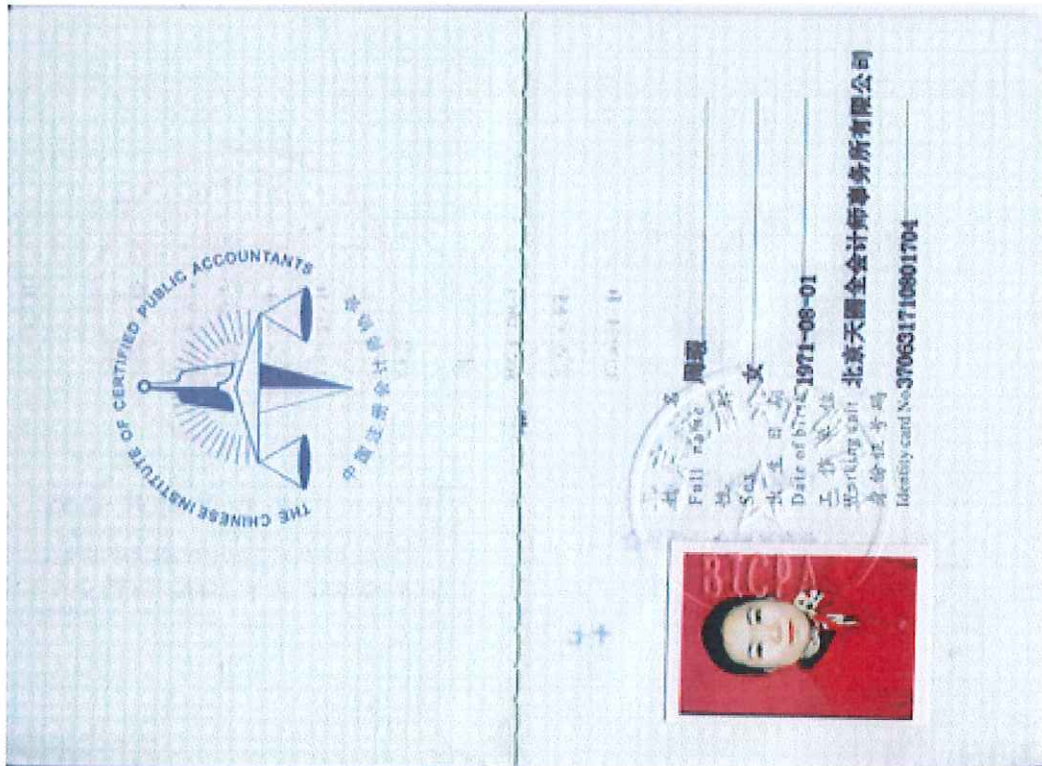 THE CHINESE INSTITUTE OF CERTIFIED PUBLIC ACCOUNTANTS
中国注册会计师协会
姓 名
Full name 周瑕
性 别
Sex 女
出 生 日 期
Date of birth 1971-08-01
工 作 单 位
Working unit 北京天圆全会计师事务所有限公司
身 份 证 号 码
Identity card No. 370631710801704
BICPA